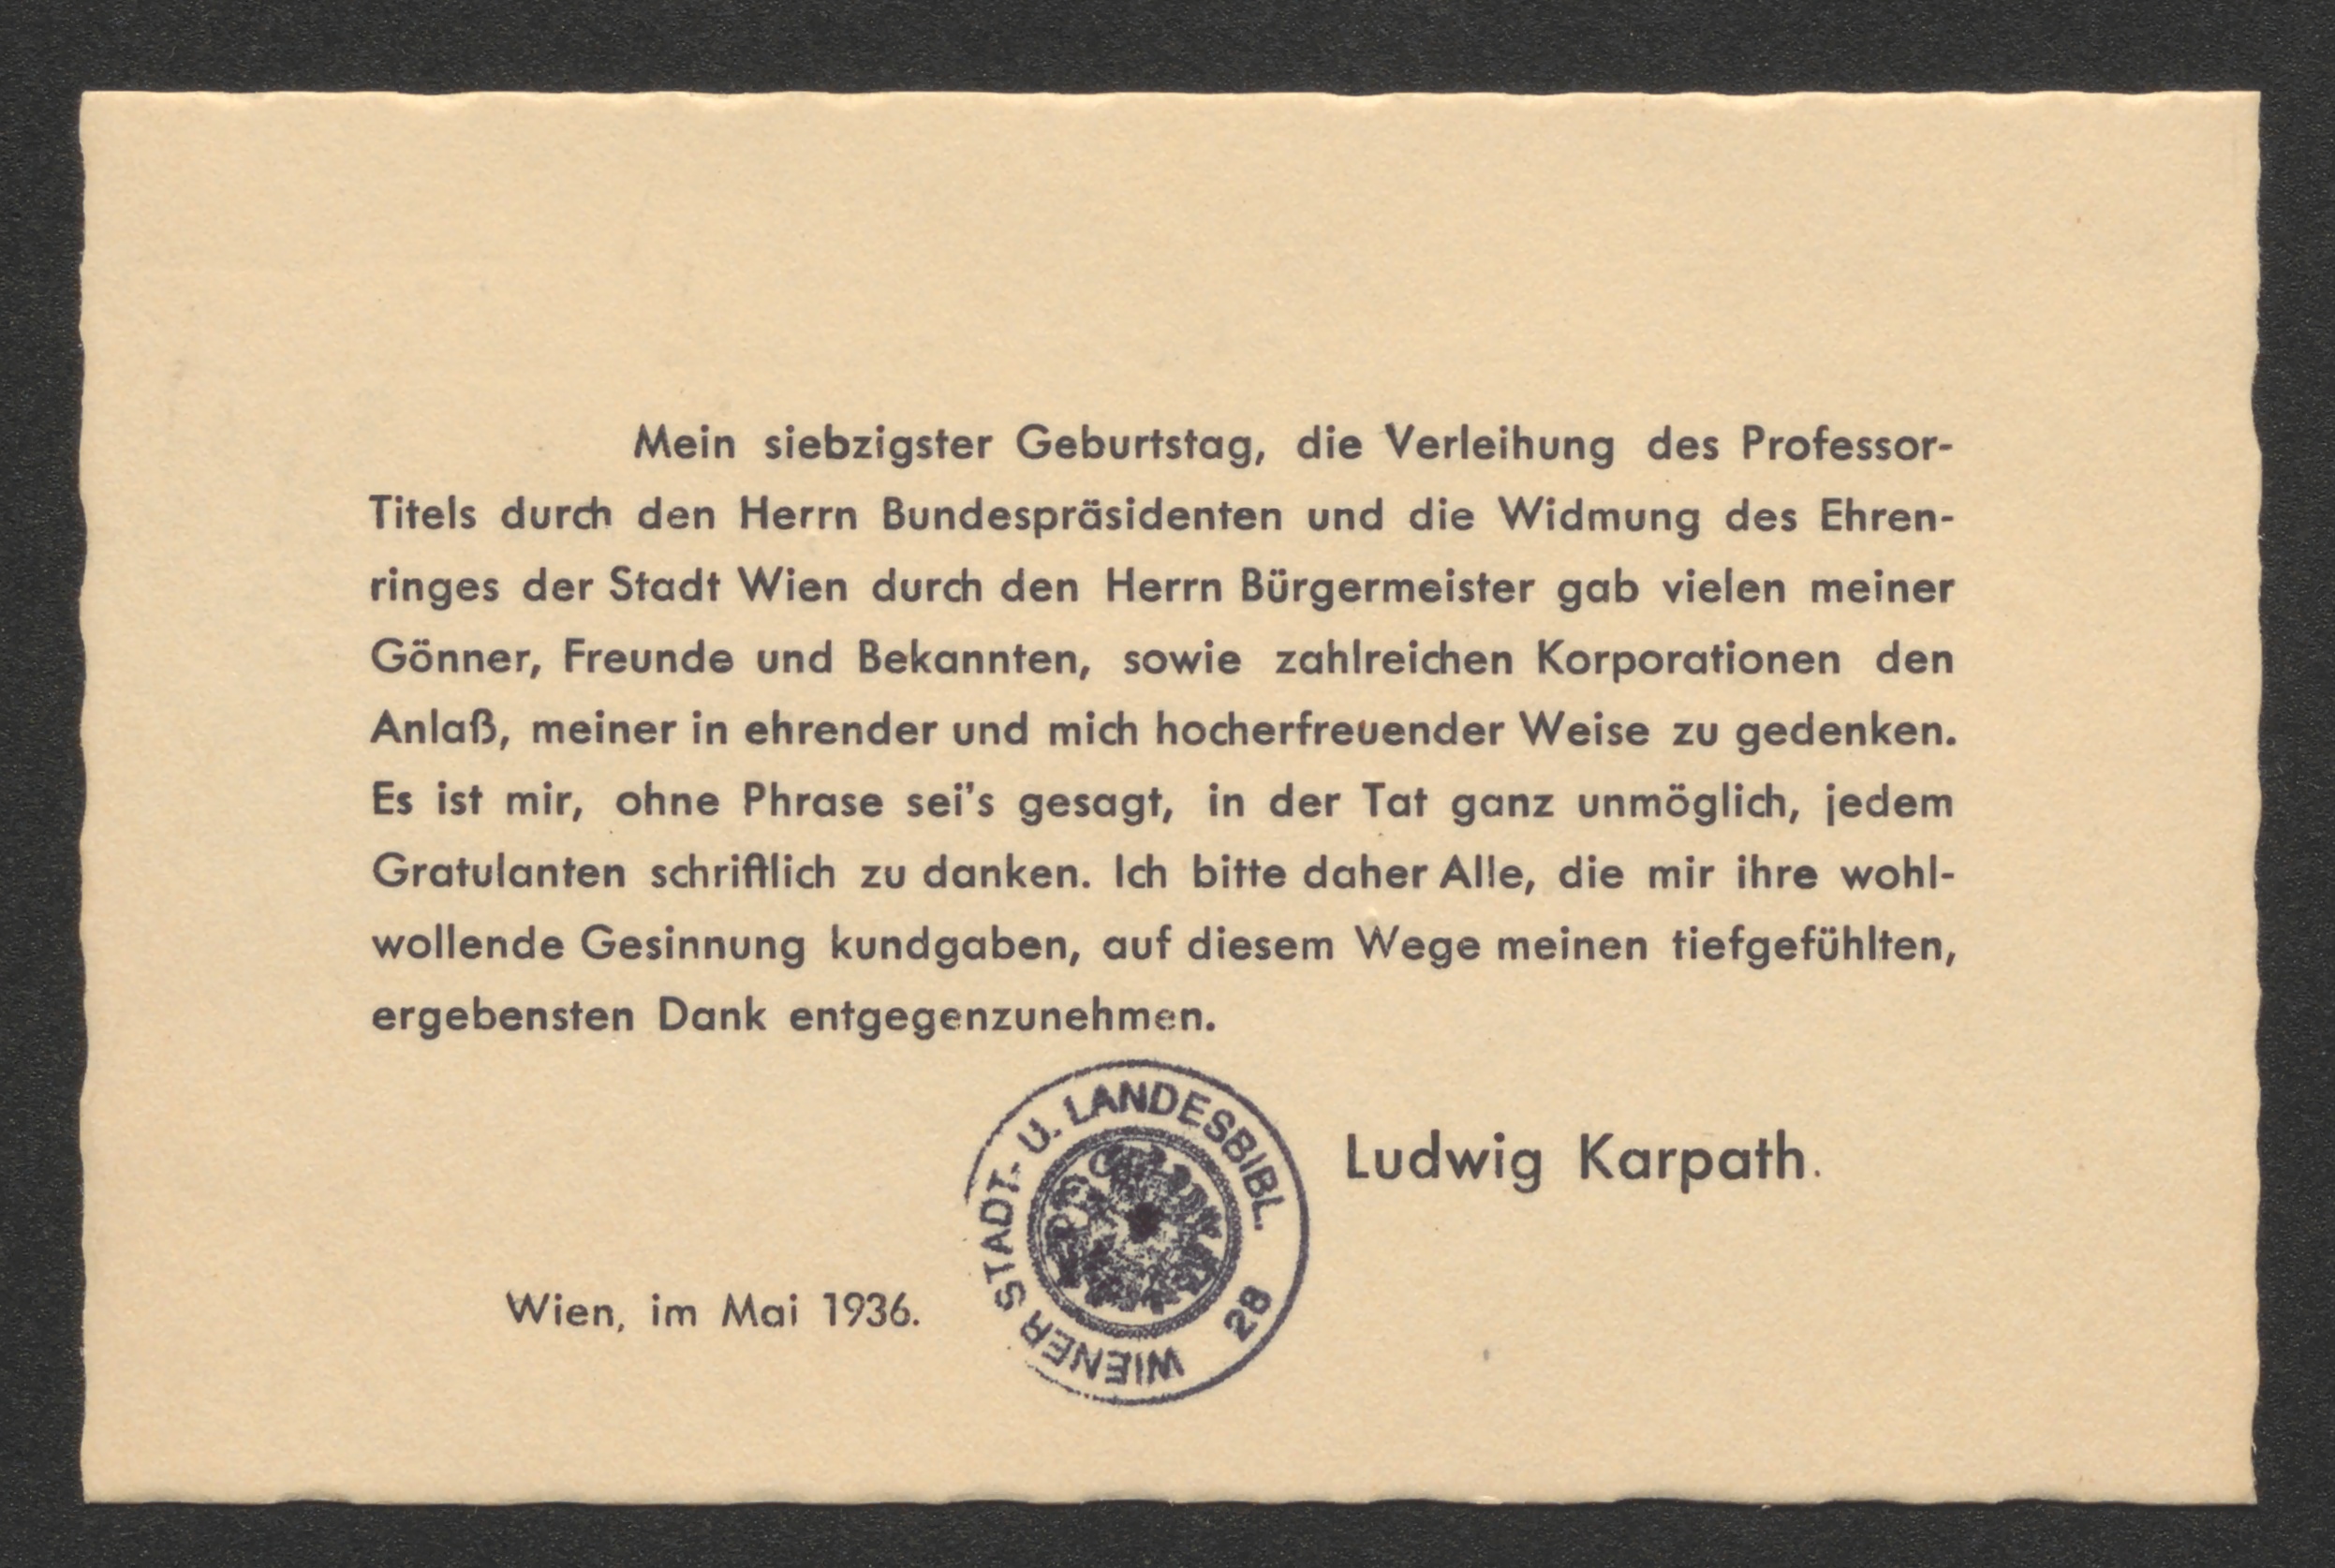 Mein siebzigster Geburtstag, die Verleihung des Professor-
Titels durch den Herrn Bundespräsidenten und die Widmung des Ehren-
ringes der Stadt Wien durch den Herrn Bürgermeister gab vielen meiner
Gönner, Freunde und Bekannten, sowie zahlreichen Korporationen den
Anlaß, meiner in ehrender und mich hocherfreuender Weise zu gedenken.
Es ist mir, ohne Phrase sei's gesagt, in der Tat ganz unmöglich, jedem
Gratulanten schriftlich zu danken. Ich bitte daher Alle, die mir ihre wohl-
wollende Gesinnung kundgaben, auf diesem Wege meinen tiefgefühlten,
ergebensten Dank entgegenzunehmen.
Ludwig Karpath.
Wien, im Mai 1936.
WIENER STADT- U. LANDESBIBL.
28